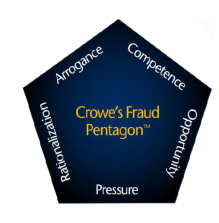 Arrogance
Competence
Crowe's Fraud
Pentagon™
Rationalization
Opportunity
Pressure